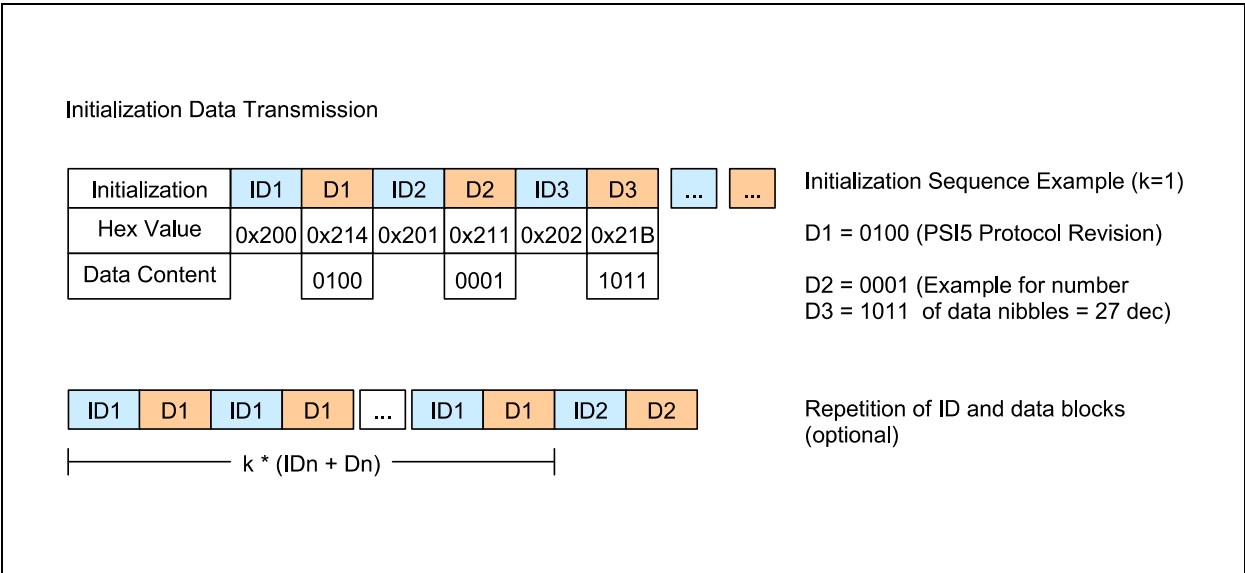 Initialization Data Transmission
Initialization ID1 D1 ID2 D2 ID3 D3 ... ...
Hex Value 0x200 0x214 0x201 0x211 0x202 0x21B
Data Content 0100 0001 1011
Initialization Sequence Example (k=1)
D1 = 0100 (PSI5 Protocol Revision)
D2 = 0001 (Example for number
D3 = 1011 of data nibbles = 27 dec)
ID1 D1 ID1 D1 ... ID1 D1 ID2 D2
k * (IDn + Dn)
Repetition of ID and data blocks
(optional)